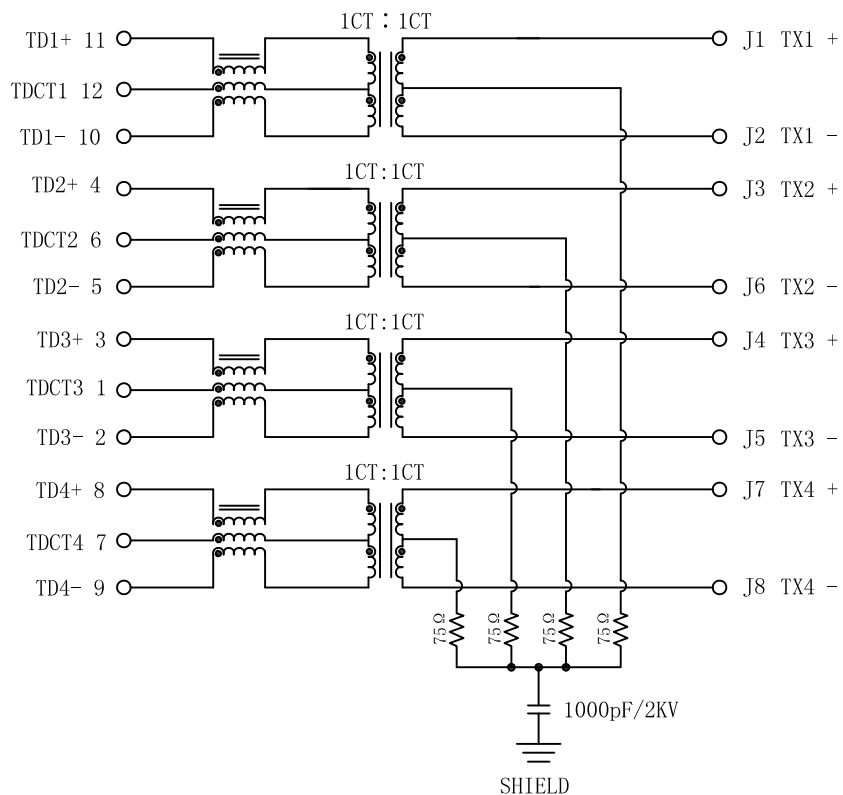 1CT : 1CT
TD1+ 11
J1 TX1 +
TDCT1 12
TD1- 10
J2 TX1 -
1CT:1CT
TD2+ 4
J3 TX2 +
TDCT2 6
TD2- 5
J6 TX2 -
1CT:1CT
TD3+ 3
J4 TX3 +
TDCT3 1
TD3- 2
J5 TX3 -
1CT:1CT
TD4+ 8
J7 TX4 +
TDCT4 7
TD4- 9
J8 TX4 -
75Ω
75Ω
75Ω
75Ω
1000pF/2KV
SHIELD